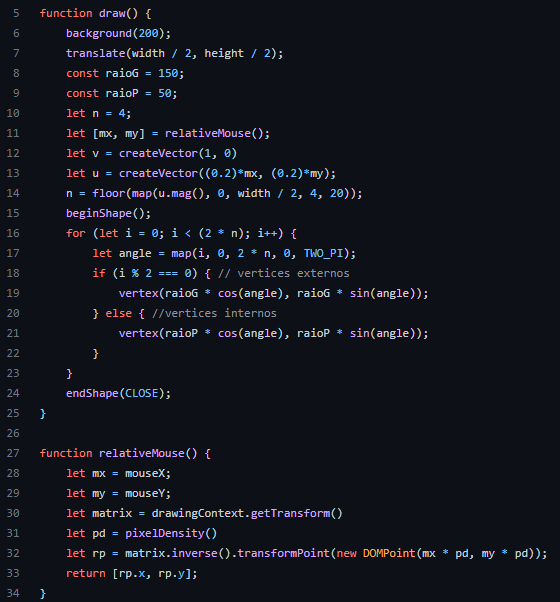 5 function draw() {
6     background(200);
7     translate(width / 2, height / 2);
8     const raioG = 150;
9     const raioP = 50;
10     let n = 4;
11     let [mx, my] = relativeMouse();
12     let v = createVector(1, 0)
13     let u = createVector((0.2)*mx, (0.2)*my);
14     n = floor(map(u.mag(), 0, width / 2, 4, 20));
15     beginShape();
16     for (let i = 0; i < (2 * n); i++) {
17         let angle = map(i, 0, 2 * n, 0, TWO_PI);
18         if (i % 2 === 0) { // vertices externos
19             vertex(raioG * cos(angle), raioG * sin(angle));
20         } else { //vertices internos
21             vertex(raioP * cos(angle), raioP * sin(angle));
22         }
23     }
24     endShape(CLOSE);
25 }
26
27 function relativeMouse() {
28     let mx = mouseX;
29     let my = mouseY;
30     let matrix = drawingContext.getTransform()
31     let pd = pixelDensity()
32     let rp = matrix.inverse().transformPoint(new DOMPoint(mx * pd, my * pd));
33     return [rp.x, rp.y];
34 }